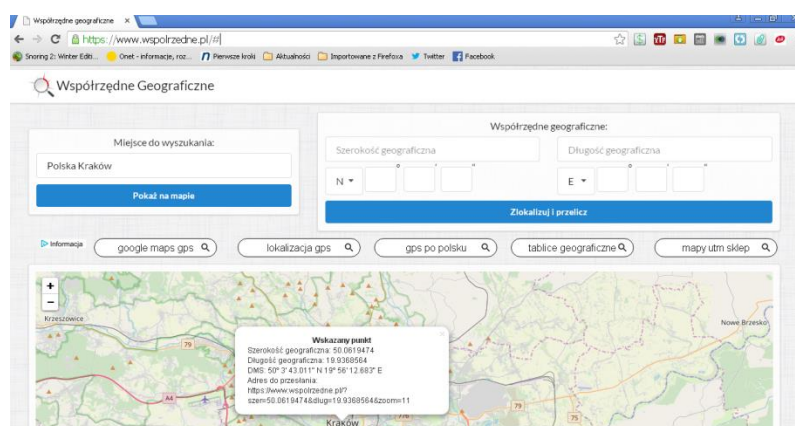 Współrzędne geograficzne
https://www.wspolrzedne.pl/#
Snoring 2: Winter Editi...
Onet - informacje, roz...
Pierwsze kroki
Aktualności
Importowane z Firefoxa
Twitter
Facebook
Współrzędne Geograficzne
Miejsce do wyszukania:
Polska Kraków
Pokaż na mapie
Współrzędne geograficzne:
Szerokość geograficzna
Długość geograficzna
N ° ' "
E ° ' "
Zlokalizuj i przelicz
Informacja
google maps gps
lokalizacja gps
gps po polsku
tablice geograficzne
mapy utm sklep
+
−
Krzeszowice
Nowe Brzesko
79
A4
Wskazany punkt
Szerokość geograficzna: 50.0619474
Długość geograficzna: 19.9368564
DMS: 50° 3' 43.011" N 19° 56' 12.683" E
Adres do przesłania:
https://www.wspolrzedne.pl/?
szer=50.0619474&dlug=19.9368564&zoom=11
Kraków
776
79
75